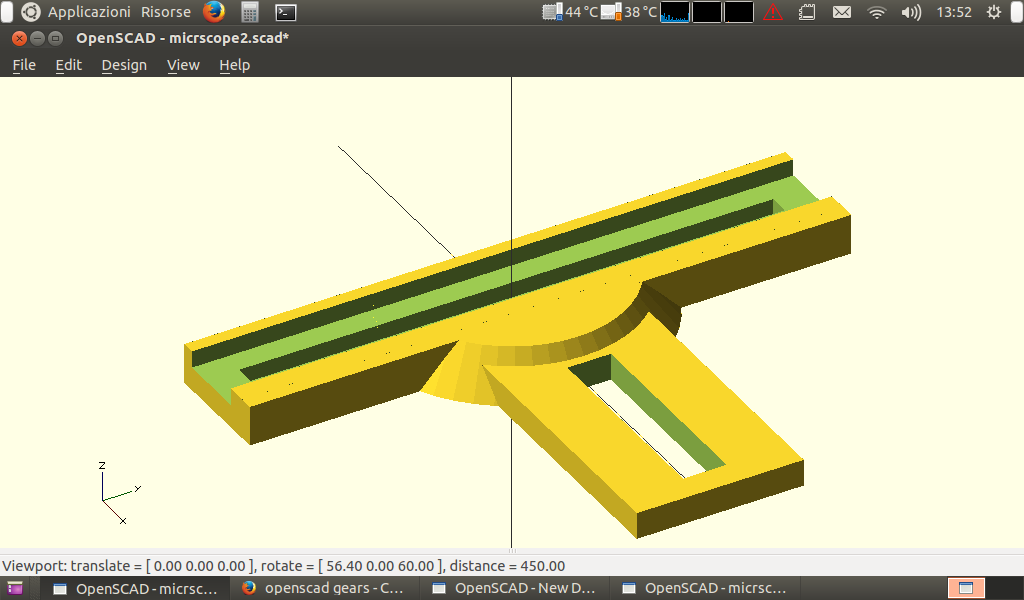 Applicazioni Risorse 44 °C 38 °C 13:52
OpenSCAD - micrscope2.scad*
File Edit Design View Help
z
y
x
Viewport: translate = [ 0.00 0.00 0.00 ], rotate = [ 56.40 0.00 60.00 ], distance = 450.00
OpenSCAD - micrsc... openscad gears - C... OpenSCAD - New D... OpenSCAD - micrsc...